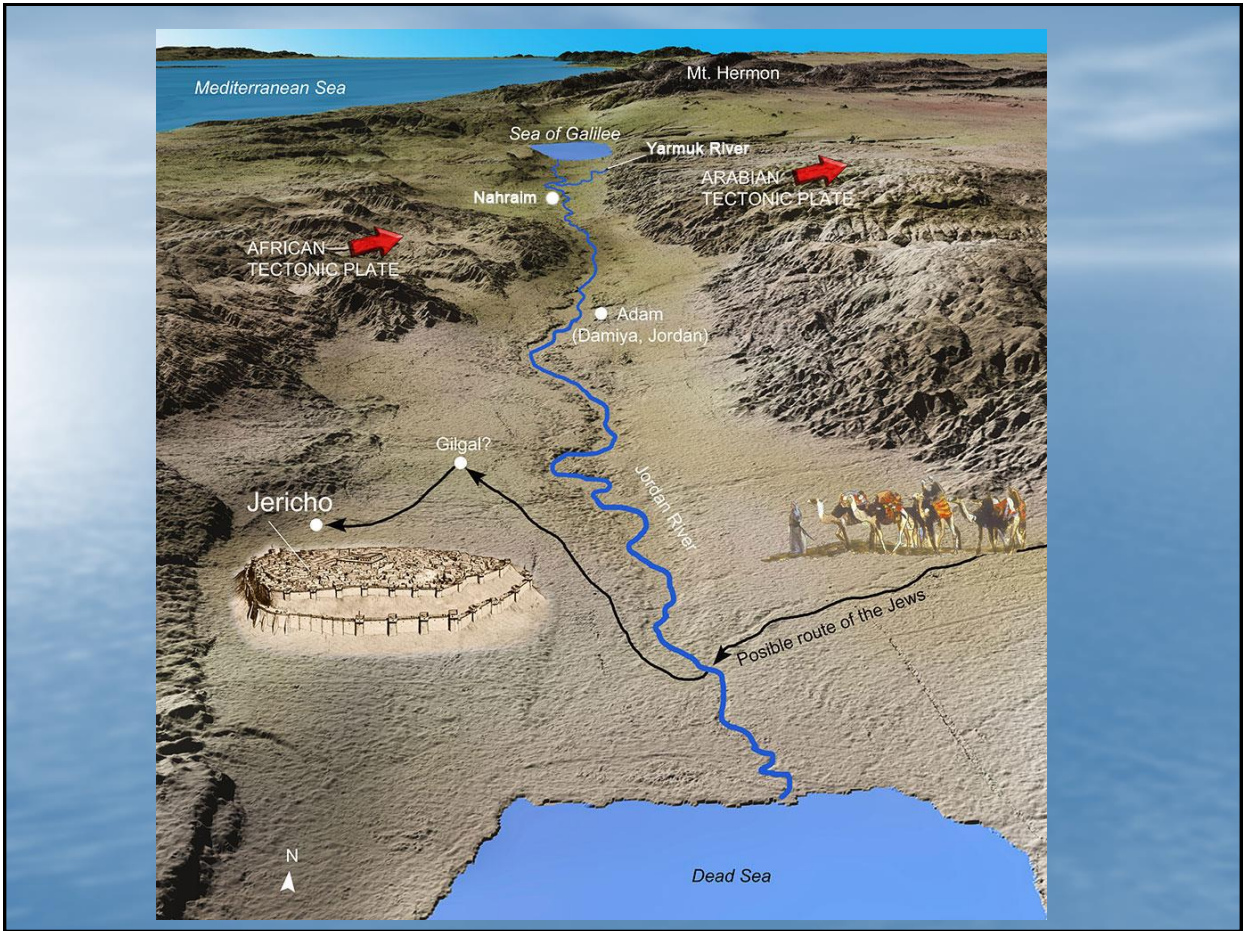 Mediterranean Sea
Mt. Hermon
Sea of Galilee
Yarmuk River
ARABIAN
TECTONIC PLATE
Nahraim
AFRICAN
TECTONIC PLATE
Adam
(Damiya, Jordan)
Gilgal?
Jericho
Jordan River
Posible route of the Jews
N
Dead Sea